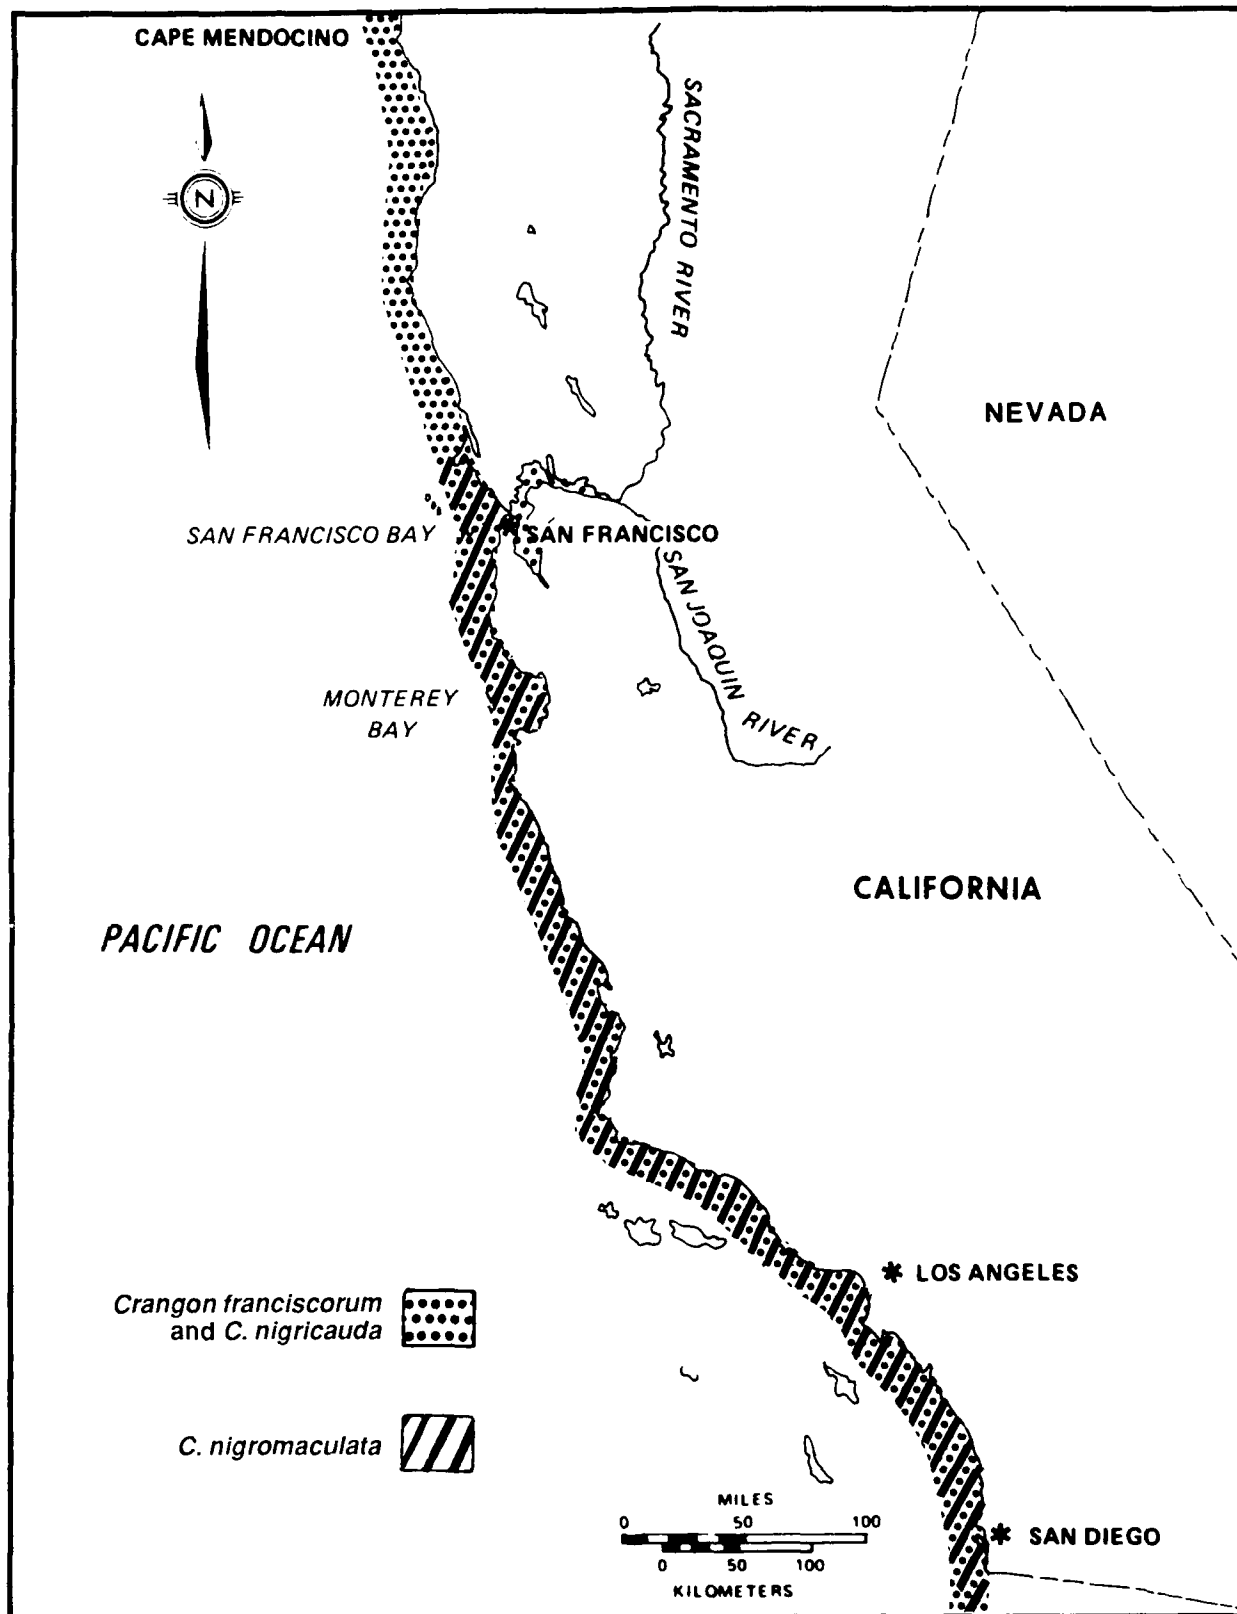 CAPE MENDOCINO
N
SACRAMENTO RIVER
NEVADA
SAN FRANCISCO BAY
SAN FRANCISCO
SAN JOAQUIN RIVER
MONTEREY
BAY
CALIFORNIA
PACIFIC OCEAN
LOS ANGELES
Crangon franciscorum
and C. nigricauda
C. nigromaculata
MILES
0 50 100
0 50 100
KILOMETERS
SAN DIEGO